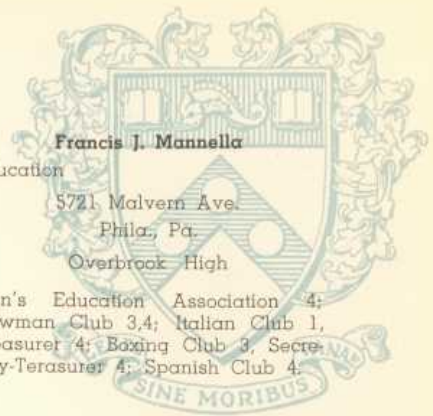 Francis J. Mannella
ucation
5721 Malvern Ave.
Phila., Pa.
Overbrook High
n's Education Association 4;
wman Club 3,4; Italian Club 1,
easurer 4; Boxing Club 3, Secre-
y-Terasurer 4; Spanish Club 4.
SINE MORIBUS